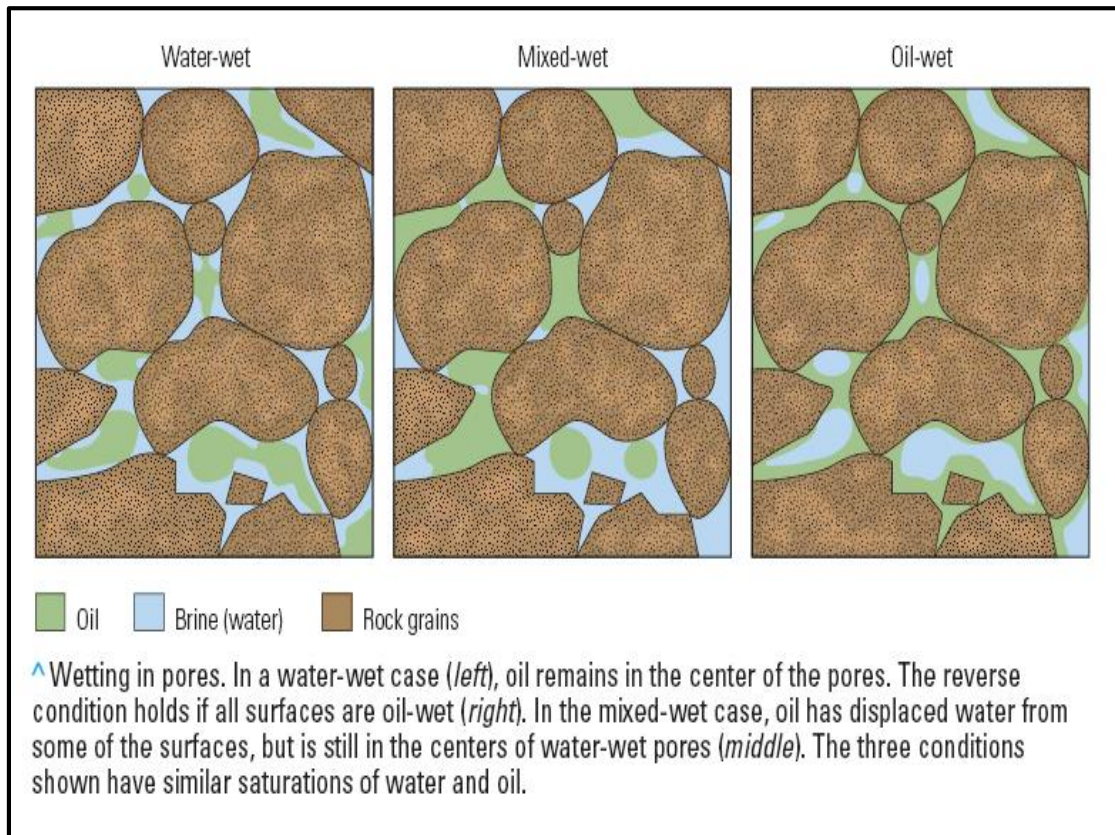 Water-wet
Mixed-wet
Oil-wet
Oil
Brine (water)
Rock grains
^ Wetting in pores. In a water-wet case (left), oil remains in the center of the pores. The reverse
condition holds if all surfaces are oil-wet (right). In the mixed-wet case, oil has displaced water from
some of the surfaces, but is still in the centers of water-wet pores (middle). The three conditions
shown have similar saturations of water and oil.